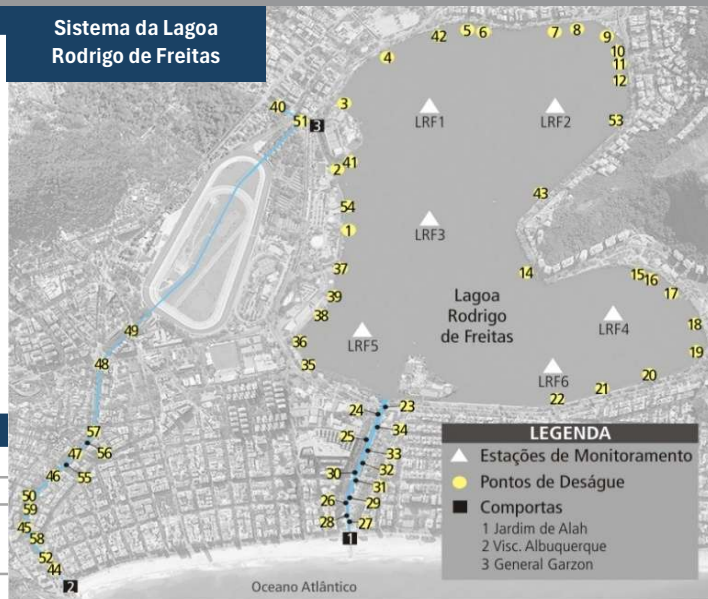 Sistema da Lagoa
Rodrigo de Freitas
42 5 6 7 8 9
4 10
11
12
40 3
51 3 LRF1 LRF2 53
2 41
54 43
1 LRF3
37 14 15 16
39 17
38 Lagoa
Rodrigo
de Freitas
LRF4 18
49 36 LRF5
48 35 19
LRF6 20
21
22
24 23
34
57 25
56 33
47 32
46 55 30
31
50 26 29
59
45 28 27
58 1
52
44
2
Oceano Atlântico
LEGENDA
Estações de Monitoramento
Pontos de Deságue
Comportas
1 Jardim de Alah
2 Visc. Albuquerque
3 General Garzon